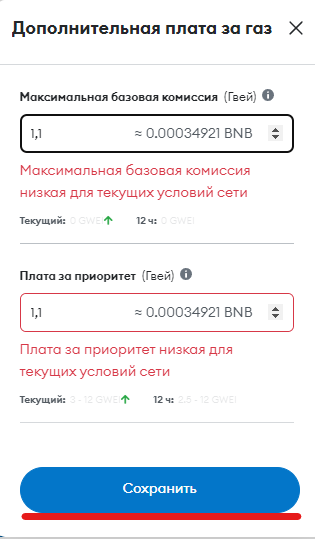 Дополнительная плата за газ
Максимальная базовая комиссия (Гвей)
1,1 ≈ 0.00034921 BNB
Максимальная базовая комиссия
низкая для текущих условий сети
Текущий: 0 GWEI 12 ч: 0 GWEI
Плата за приоритет (Гвей)
1,1 ≈ 0.00034921 BNB
Плата за приоритет низкая для
текущих условий сети
Текущий: 3 - 12 GWEI 12 ч: 2.5 - 12 GWEI
Сохранить